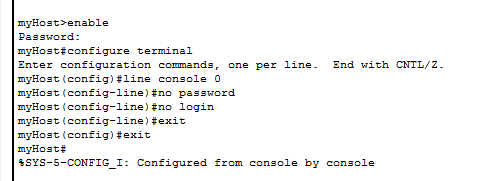 myHost>enable
Password:
myHost#configure terminal
Enter configuration commands, one per line.  End with CNTL/Z.
myHost(config)#line console 0
myHost(config-line)#no password
myHost(config-line)#no login
myHost(config-line)#exit
myHost(config)#exit
myHost#
%SYS-5-CONFIG_I: Configured from console by console